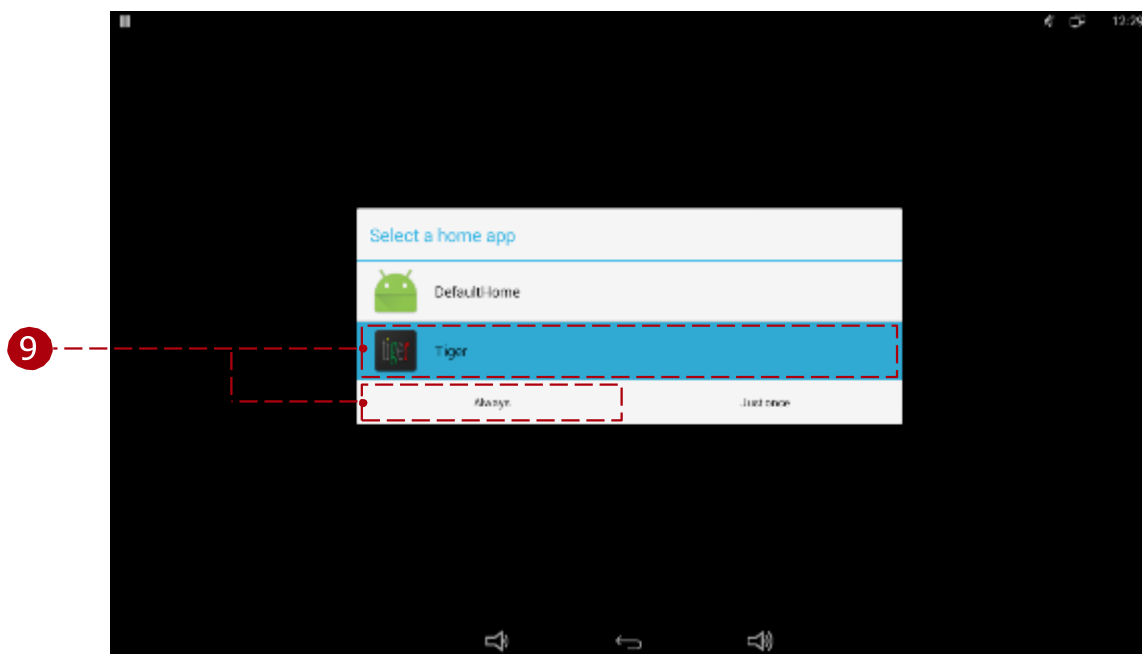 12:29
Select a home app
DefaultHome
9
tiger
Tiger
Always
Just once